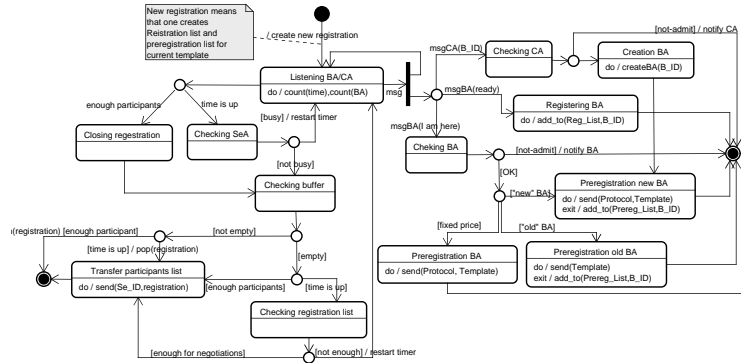 New registration means
that one creates
Reistration list and
preregistration list for
current template
/ create new registration
[not-admit] / notify CA
msgCA(B_ID)
Checking CA
Creation BA
do / createBA(B_ID)
Listening BA/CA
do / count(time),count(BA)
msg
msgBA(ready)
Registering BA
do / add_to(Reg_List,B_ID)
enough participants
time is up
[busy] / restart timer
Closing regestration
Checking SeA
msgBA(I am here)
Cheking BA
[not-admit] / notify BA
[not busy]
[OK]
Checking buffer
["new" BA]
Preregistration new BA
do / send(Protocol,Template)
exit / add_to(Prereg_List,B_ID)
(registration) [enough participant]
[not empty]
[fixed price]
["old" BA]
[time is up] / pop(registration)
[empty]
Preregistration BA
do / send(Protocol, Template)
Preregistration old BA
do / send(Template)
exit / add_to(Prereg_List,B_ID)
Transfer participants list
do / send(Se_ID,registration)
[enough participants]
[time is up]
Checking registration list
[enough for negotiations]
[not enough] / restart timer